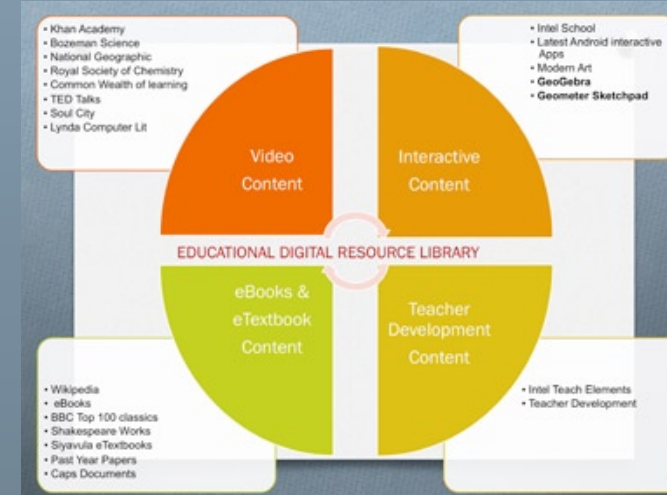 • Khan Academy
• Bozeman Science
• National Geographic
• Royal Society of Chemistry
• Common Wealth of learning
• TED Talks
• Soul City
• Lynda Computer Lit
• Intel School
• Latest Android interactive
Apps
• Modern Art
• GeoGebra
• Geometer Sketchpad
Video
Content
Interactive
Content
EDUCATIONAL DIGITAL RESOURCE LIBRARY
eBooks &
eTextbook
Content
Teacher
Development
Content
• Wikipedia
• eBooks
• BBC Top 100 classics
• Shakespeare Works
• Siyavula eTextbooks
• Past Year Papers
• Caps Documents
• Intel Teach Elements
• Teacher Development